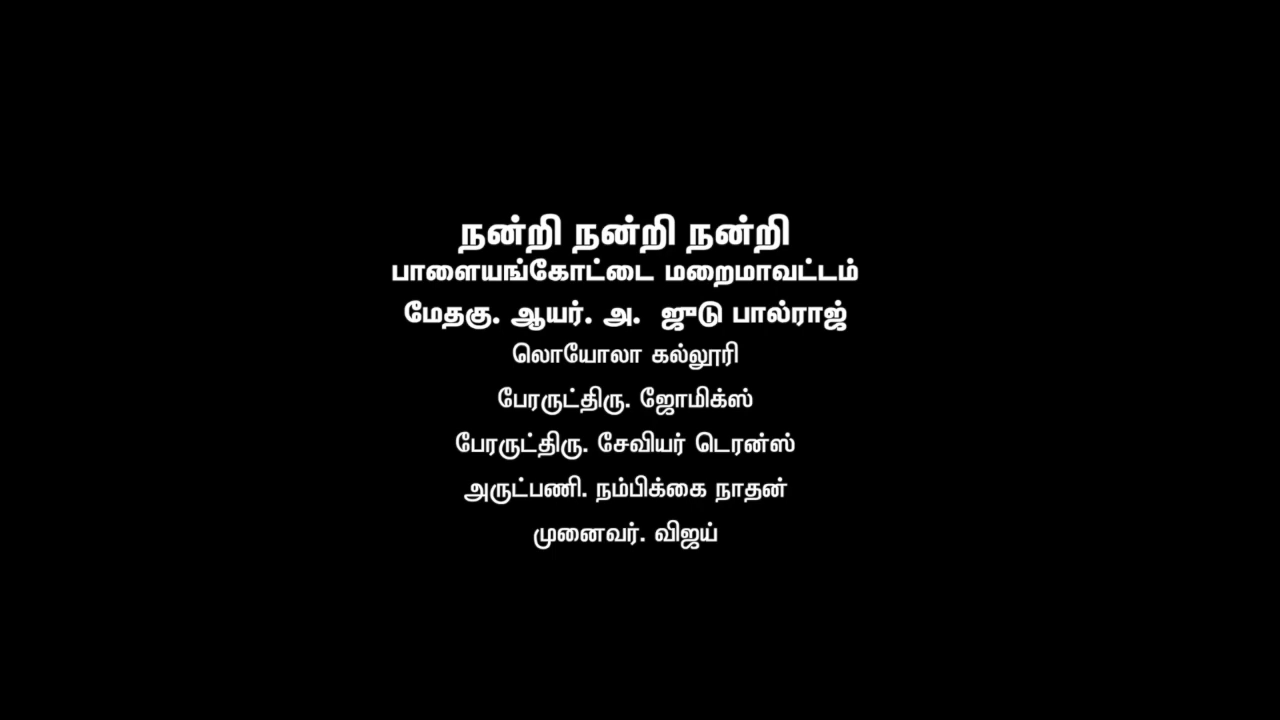 நன்றி நன்றி நன்றி
பாளையங்கோட்டை மறைமாவட்டம்
மேதகு. ஆயர். அ. ஜுடு பால்ராஜ்
லொயோலா கல்லூரி
பேரருட்திரு. ஜோமிக்ஸ்
பேரருட்திரு. சேவியர் டெரன்ஸ்
அருட்பணி. நம்பிக்கை நாதன்
முனைவர். விஜய்